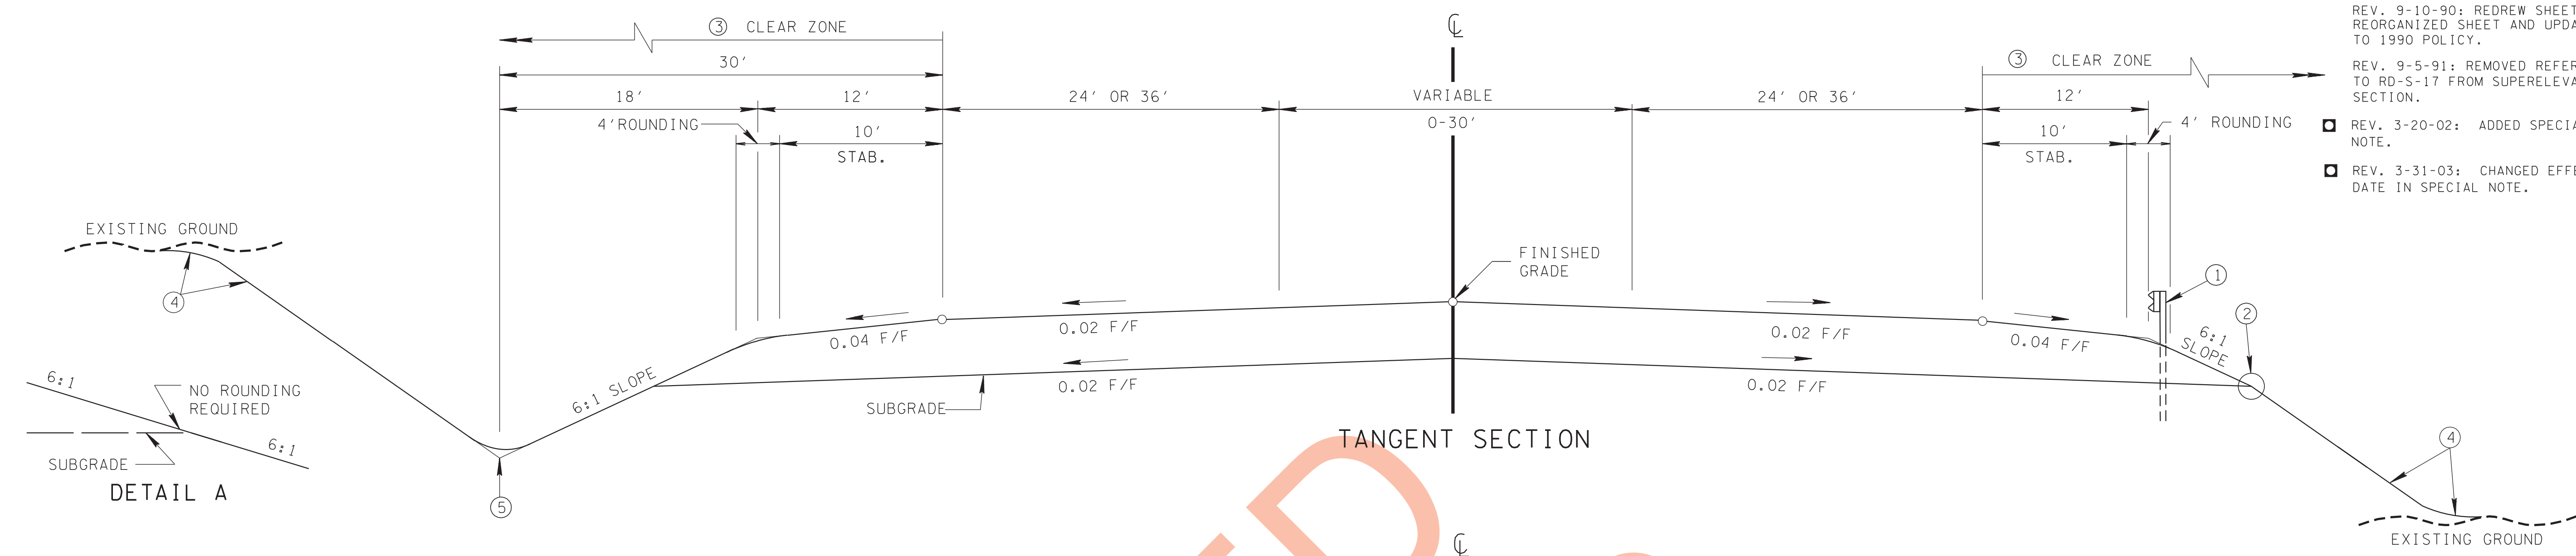 ③ CLEAR ZONE
30'
18'
12'
24' OR 36'
VARIABLE
0-30'
24' OR 36'
12'
③ CLEAR ZONE
4'ROUNDING
10'
STAB.
10'
STAB.
4' ROUNDING
REV. 9-10-90: REDREW SHEET
REORGANIZED SHEET AND
TO 1990 POLICY.
REV. 9-5-91: REMOVED
TO RD-S-17 FROM
SECTION.
REV. 3-20-02: ADDED
NOTE.
REV. 3-31-03: CHANGED
DATE IN SPECIAL NOTE.
EXISTING GROUND
④
FINISHED
GRADE
①
②
0.04 F/F
0.02 F/F
0.02 F/F
0.04 F/F
6:1
SLOPE
6:1 SLOPE
SUBGRADE
0.02 F/F
0.02 F/F
6:1
NO ROUNDING
REQUIRED
6:1
SUBGRADE
DETAIL A
⑤
TANGENT SECTION
④
EXISTING GROUND